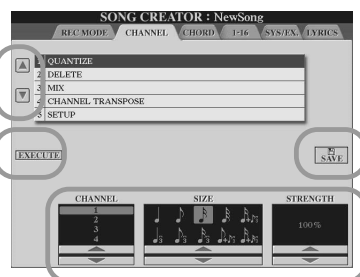 SONG CREATOR : NewSong
REC MODE CHANNEL CHORD 1-16 SYS/EX. LYRICS
1 QUANTIZE
2 DELETE
3 MIX
4 CHANNEL TRANSPOSE
5 SETUP
EXECUTE
SAVE
CHANNEL SIZE STRENGTH
1
2
3
4
100%